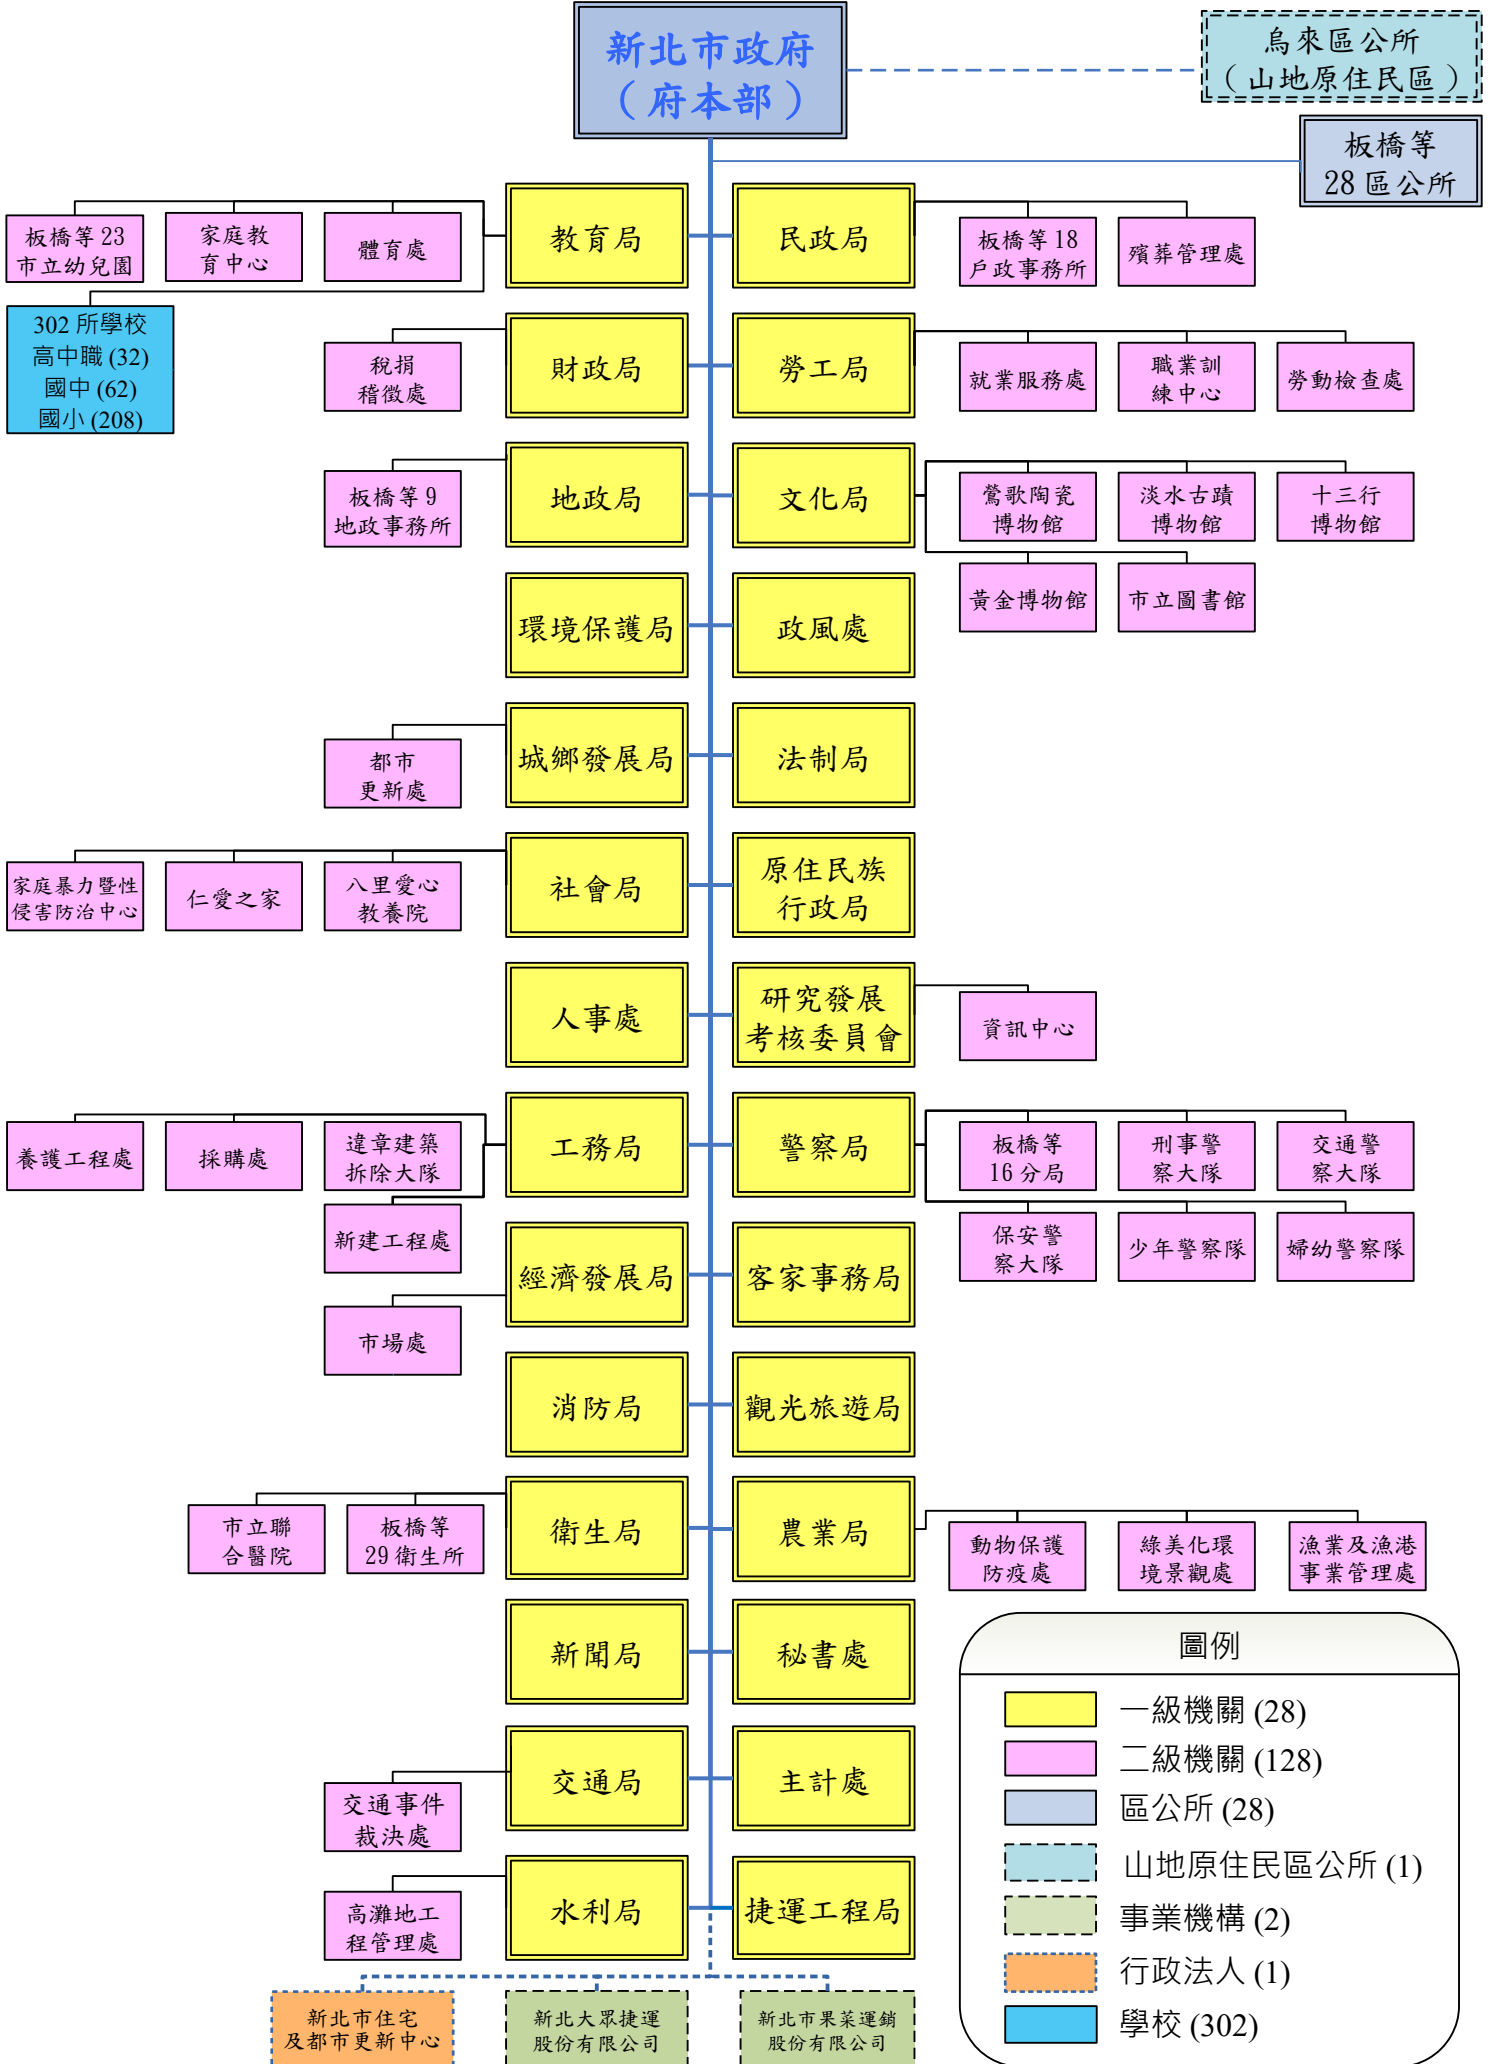 新北市政府
（府本部）
烏來區公所
（山地原住民區）
板橋等
28 區公所
教育局
板橋等 23
市立幼兒園
家庭教
育中心
體育處
302 所學校
高中職 (32)
國中 (62)
國小 (208)
民政局
板橋等 18
戶政事務所
殯葬管理處
財政局
稅捐
稽徵處
勞工局
就業服務處
職業訓
練中心
勞動檢查處
地政局
板橋等 9
地政事務所
文化局
鶯歌陶瓷
博物館
淡水古蹟
博物館
十三行
博物館
黃金博物館
市立圖書館
環境保護局
政風處
城鄉發展局
都市
更新處
法制局
社會局
家庭暴力暨性
侵害防治中心
仁愛之家
八里愛心
教養院
原住民族
行政局
人事處
研究發展
考核委員會
資訊中心
工務局
養護工程處
採購處
違章建築
拆除大隊
新建工程處
警察局
板橋等
16 分局
刑事警
察大隊
交通警
察大隊
保安警
察大隊
少年警察隊
婦幼警察隊
經濟發展局
市場處
客家事務局
消防局
觀光旅遊局
衛生局
市立聯
合醫院
板橋等
29 衛生所
農業局
動物保護
防疫處
綠美化環
境景觀處
漁業及漁港
事業管理處
新聞局
秘書處
交通局
交通事件
裁決處
主計處
水利局
高灘地工
程管理處
捷運工程局
新北市住宅
及都市更新中心
新北大眾捷運
股份有限公司
新北市果菜運銷
股份有限公司
圖例
一級機關 (28)
二級機關 (128)
區公所 (28)
山地原住民區公所 (1)
事業機構 (2)
行政法人 (1)
學校 (302)